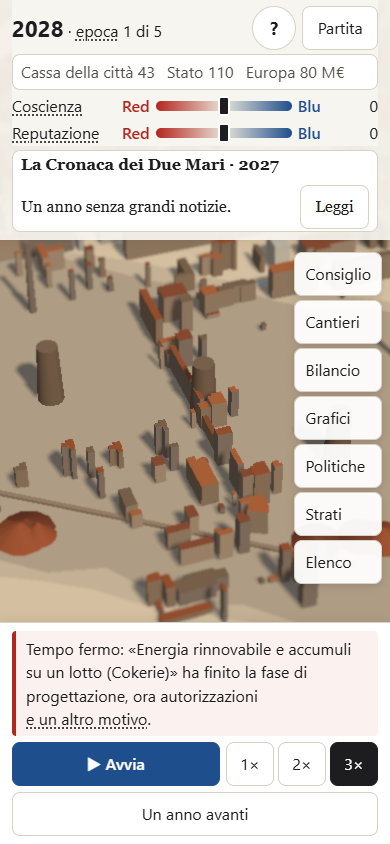 2028 · epoca 1 di 5
?
Partita
Cassa della città 43 Stato 110 Europa 80 M€
Coscienza Red Blu 0
Reputazione Red Blu 0
La Cronaca dei Due Mari · 2027
Un anno senza grandi notizie.
Leggi
Consiglio
Cantieri
Bilancio
Grafici
Politiche
Strati
Elenco
Tempo fermo: «Energia rinnovabile e accumuli
su un lotto (Cokerie)» ha finito la fase di
progettazione, ora autorizzazioni
e un altro motivo.
▶ Avvia
1×
2×
3×
Un anno avanti